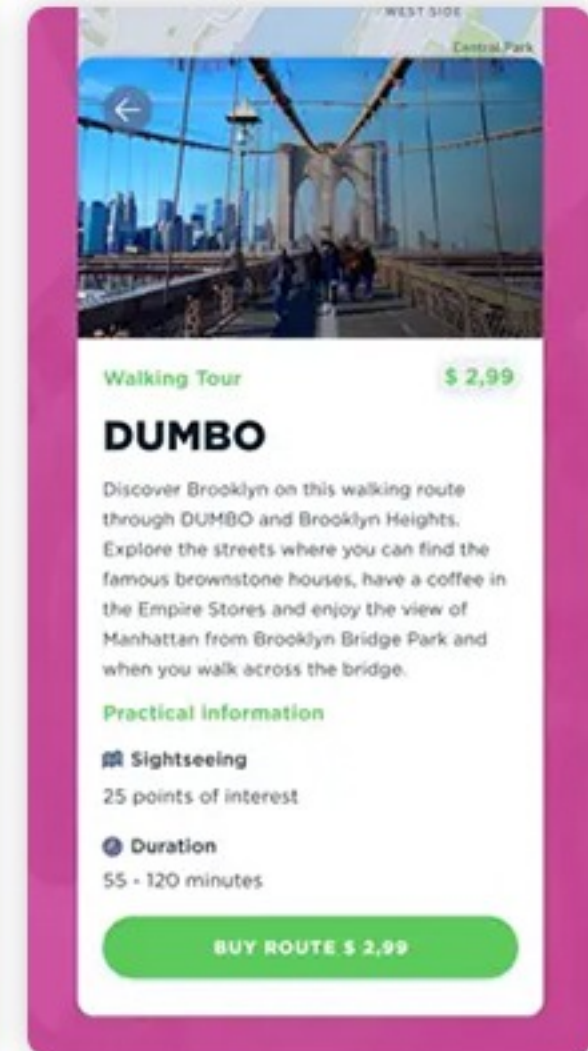 WEST SIDE
Central Park
Walking Tour
$ 2,99
DUMBO
Discover Brooklyn on this walking route
through DUMBO and Brooklyn Heights.
Explore the streets where you can find the
famous brownstone houses, have a coffee in
the Empire Stores and enjoy the view of
Manhattan from Brooklyn Bridge Park and
when you walk across the bridge.
Practical information
Sightseeing
25 points of interest
Duration
55 - 120 minutes
BUY ROUTE $ 2,99